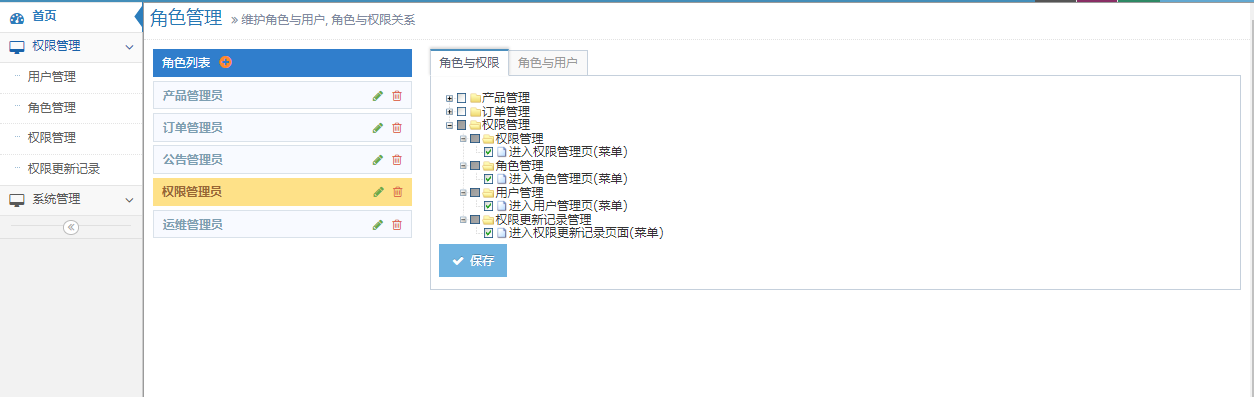 首页
权限管理
用户管理
角色管理
权限管理
权限更新记录
系统管理
角色管理 » 维护角色与用户, 角色与权限关系
角色列表
产品管理员
订单管理员
公告管理员
权限管理员
运维管理员
角色与权限 角色与用户
产品管理
订单管理
权限管理
权限管理
进入权限管理页(菜单)
角色管理
进入角色管理页(菜单)
用户管理
进入用户管理页(菜单)
权限更新记录管理
进入权限更新记录页面(菜单)
保存